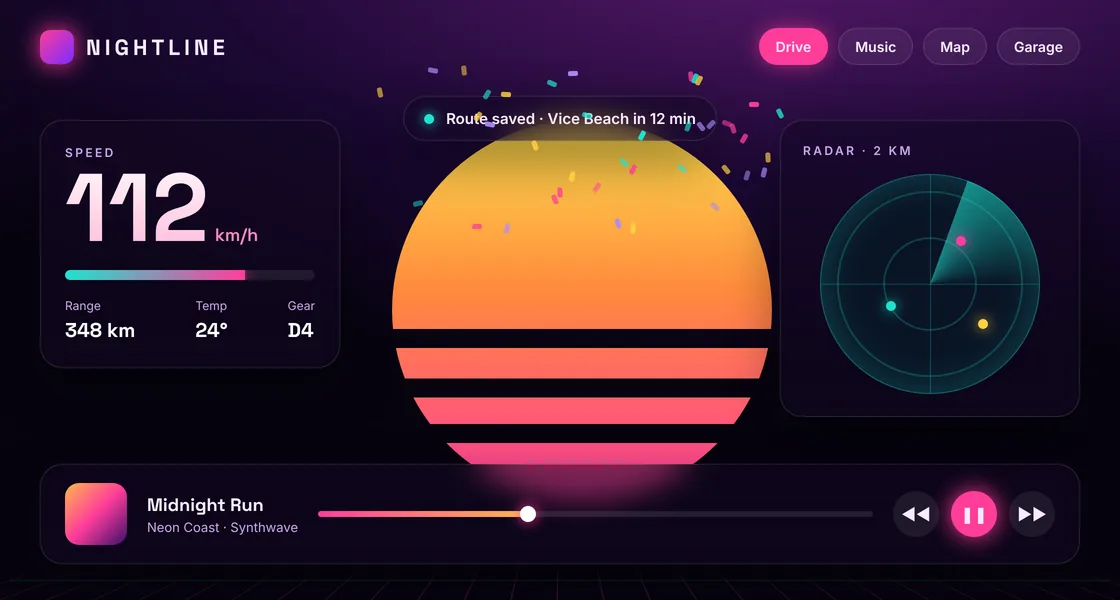 NIGHTLINE
Drive
Music
Map
Garage
Route saved · Vice Beach in 12 min
SPEED
112 km/h
Range
Temp
Gear
348 km
24°
D4
RADAR · 2 KM
Midnight Run
Neon Coast · Synthwave